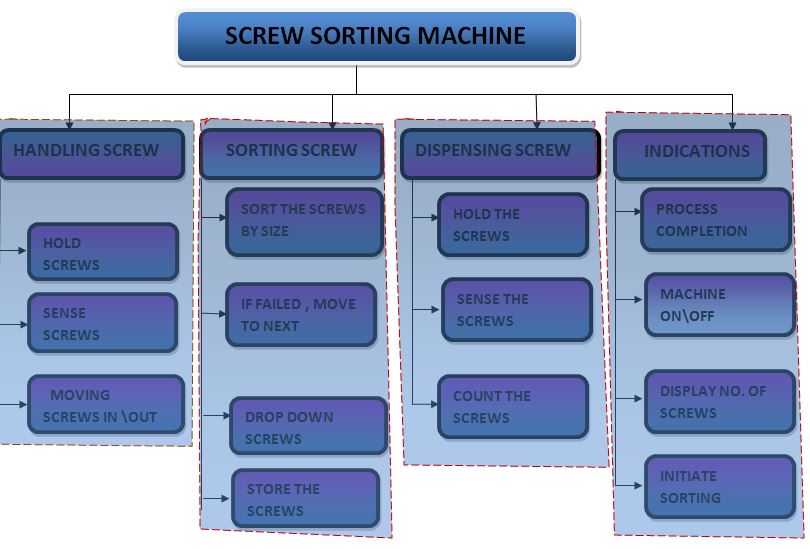 SCREW SORTING MACHINE
HANDLING SCREW
HOLD
SCREWS
SENSE
SCREWS
MOVING
SCREWS IN \OUT
SORTING SCREW
SORT THE SCREWS
BY SIZE
IF FAILED , MOVE
TO NEXT
DROP DOWN
SCREWS
STORE THE
SCREWS
DISPENSING SCREW
HOLD THE
SCREWS
SENSE THE
SCREWS
COUNT THE
SCREWS
INDICATIONS
PROCESS
COMPLETION
MACHINE
ON\OFF
DISPLAY NO. OF
SCREWS
INITIATE
SORTING